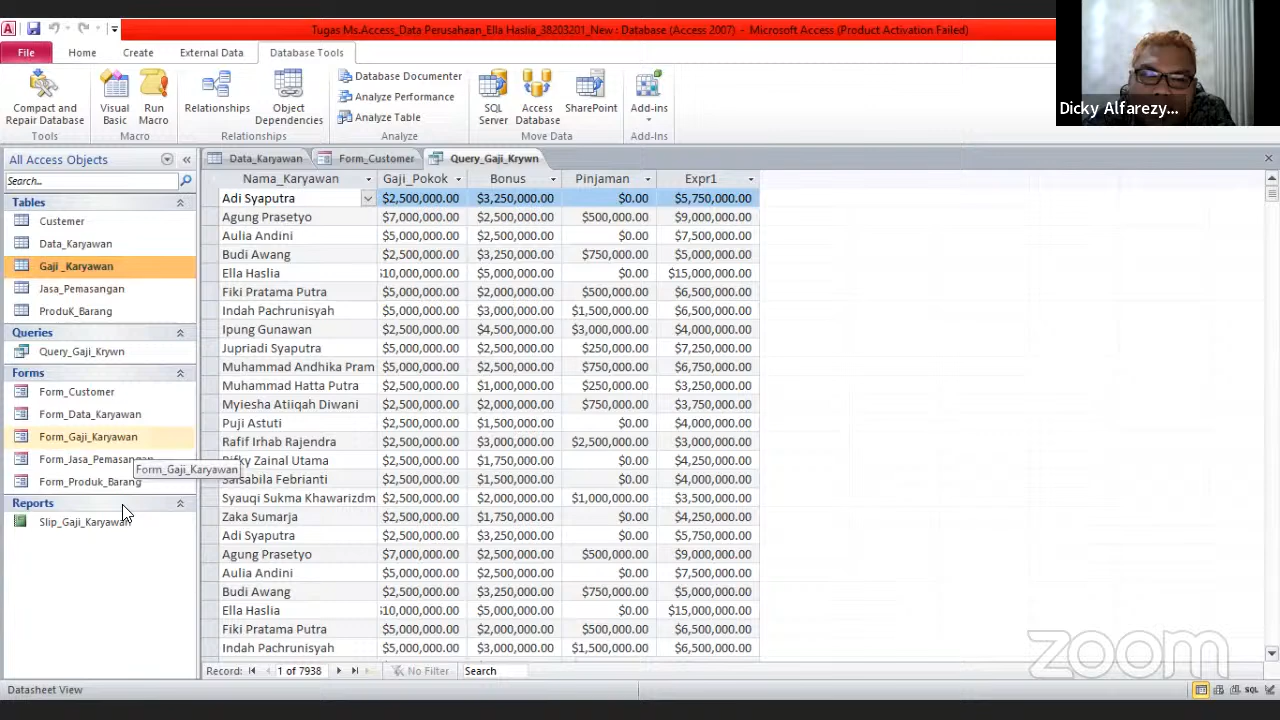 Tugas Ms.Access_Data Perusahaan_Ella Haslia_38203201_New : Database (Access 2007) - Microsoft Access (Product Activation Failed)
File Home Create External Data Database Tools
Compact and Repair Database
Visual Basic
Run Macro
Relationships
Object Dependencies
Database Documenter
Analyze Performance
Analyze Table
SQL Server
Access Database
SharePoint
Add-ins
Tools Macro Relationships Analyze Move Data Add-Ins
Dicky Alfarezy...
All Access Objects
Search...
Tables
Custemer
Data_Karyawan
Gaji _Karyawan
Jasa_Pemasangan
ProduK_Barang
Queries
Query_Gaji_Krywn
Forms
Form_Customer
Form_Data_Karyawan
Form_Gaji_Karyawan
Form_Jasa_Pemasangan
Form_Gaji_Karyawan
Form_Produk_Barang
Reports
Slip_Gaji_Karyawan
Data_Karyawan Form_Customer Query_Gaji_Krywn
Nama_Karyawan Gaji_Pokok Bonus Pinjaman Expr1
Adi Syaputra $2,500,000.00 $3,250,000.00 $0.00 $5,750,000.00
Agung Prasetyo $7,000,000.00 $2,500,000.00 $500,000.00 $9,000,000.00
Aulia Andini $5,000,000.00 $2,500,000.00 $0.00 $7,500,000.00
Budi Awang $2,500,000.00 $3,250,000.00 $750,000.00 $5,000,000.00
Ella Haslia 10,000,000.00 $5,000,000.00 $0.00 $15,000,000.00
Fiki Pratama Putra $5,000,000.00 $2,000,000.00 $500,000.00 $6,500,000.00
Indah Pachrunisyah $5,000,000.00 $3,000,000.00 $1,500,000.00 $6,500,000.00
Ipung Gunawan $2,500,000.00 $4,500,000.00 $3,000,000.00 $4,000,000.00
Jupriadi Syaputra $5,000,000.00 $2,500,000.00 $250,000.00 $7,250,000.00
Muhammad Andhika Pram $5,000,000.00 $2,500,000.00 $750,000.00 $6,750,000.00
Muhammad Hatta Putra $2,500,000.00 $1,000,000.00 $250,000.00 $3,250,000.00
Myiesha Atiiqah Diwani $2,500,000.00 $2,000,000.00 $750,000.00 $3,750,000.00
Puji Astuti $2,500,000.00 $1,500,000.00 $0.00 $4,000,000.00
Rafif Irhab Rajendra $2,500,000.00 $3,000,000.00 $2,500,000.00 $3,000,000.00
Rifky Zainal Utama $2,500,000.00 $1,750,000.00 $0.00 $4,250,000.00
Salsabila Febrianti $2,500,000.00 $1,500,000.00 $0.00 $4,000,000.00
Syauqi Sukma Khawarizdm $2,500,000.00 $2,000,000.00 $1,000,000.00 $3,500,000.00
Zaka Sumarja $2,500,000.00 $1,750,000.00 $0.00 $4,250,000.00
Adi Syaputra $2,500,000.00 $3,250,000.00 $0.00 $5,750,000.00
Agung Prasetyo $7,000,000.00 $2,500,000.00 $500,000.00 $9,000,000.00
Aulia Andini $5,000,000.00 $2,500,000.00 $0.00 $7,500,000.00
Budi Awang $2,500,000.00 $3,250,000.00 $750,000.00 $5,000,000.00
Ella Haslia 10,000,000.00 $5,000,000.00 $0.00 $15,000,000.00
Fiki Pratama Putra $5,000,000.00 $2,000,000.00 $500,000.00 $6,500,000.00
Indah Pachrunisyah $5,000,000.00 $3,000,000.00 $1,500,000.00 $6,500,000.00
Record: 1 of 7938 No Filter Search
zoom
Datasheet View
SQL